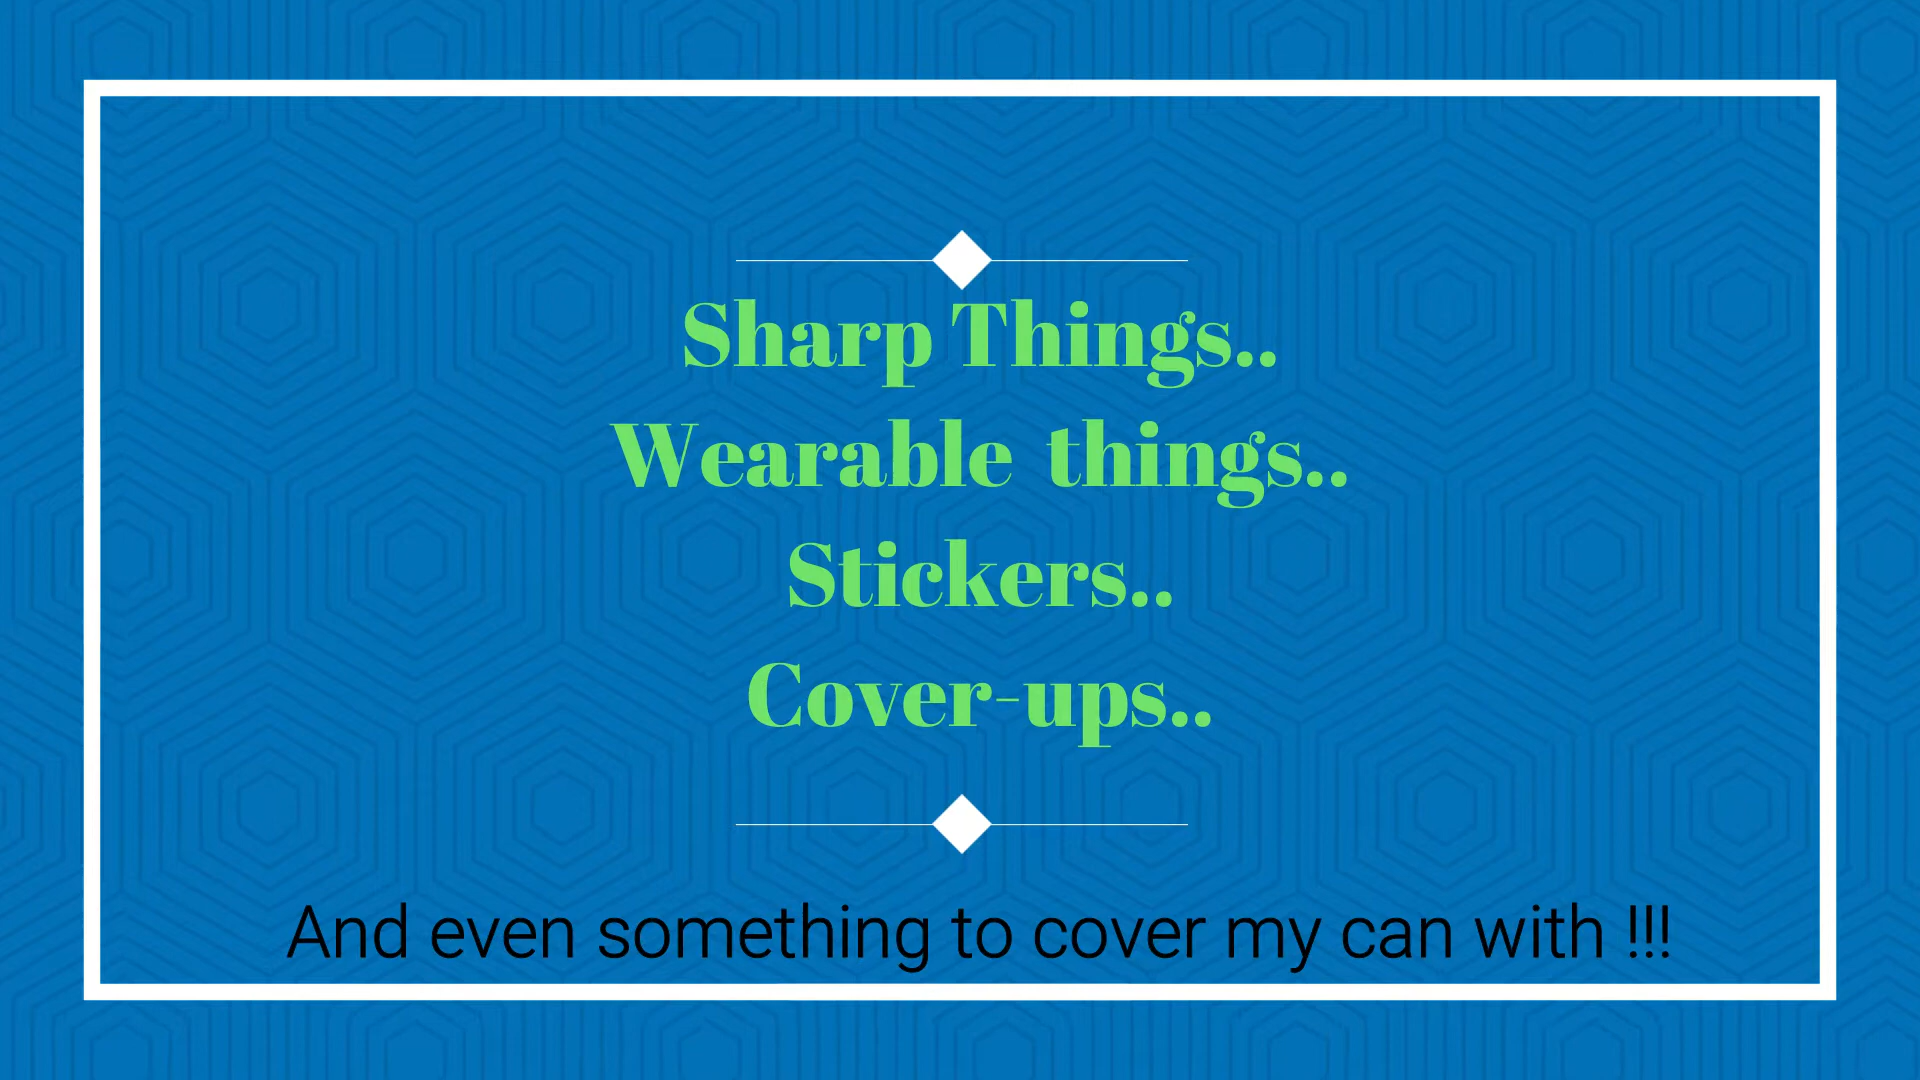 Sharp Things..
Wearable things..
Stickers..
Cover-ups..
And even something to cover my can with !!!